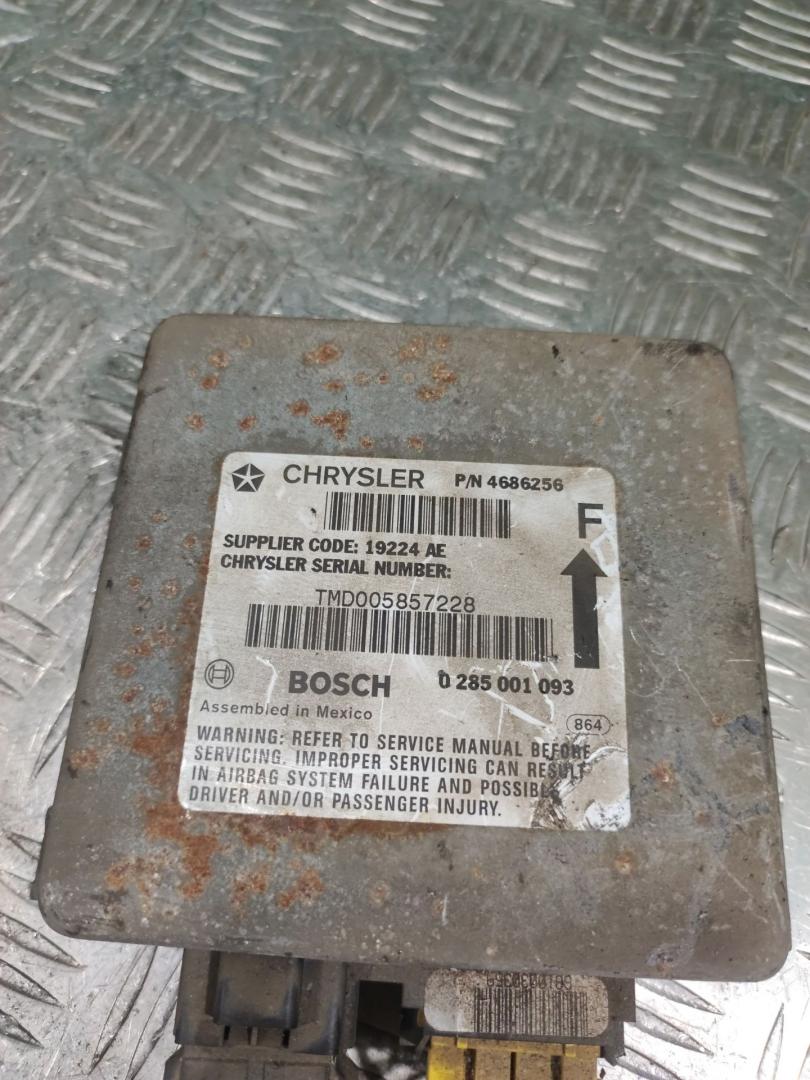 CHRYSLER P/N 4686256
F
SUPPLIER CODE: 19224 AE
CHRYSLER SERIAL NUMBER:
TMD005857228
BOSCH 0 285 001 093
Assembled in Mexico
864
WARNING: REFER TO SERVICE MANUAL BEFORE
SERVICING. IMPROPER SERVICING CAN RESULT
IN AIRBAG SYSTEM FAILURE AND POSSIBLE
DRIVER AND/OR PASSENGER INJURY.